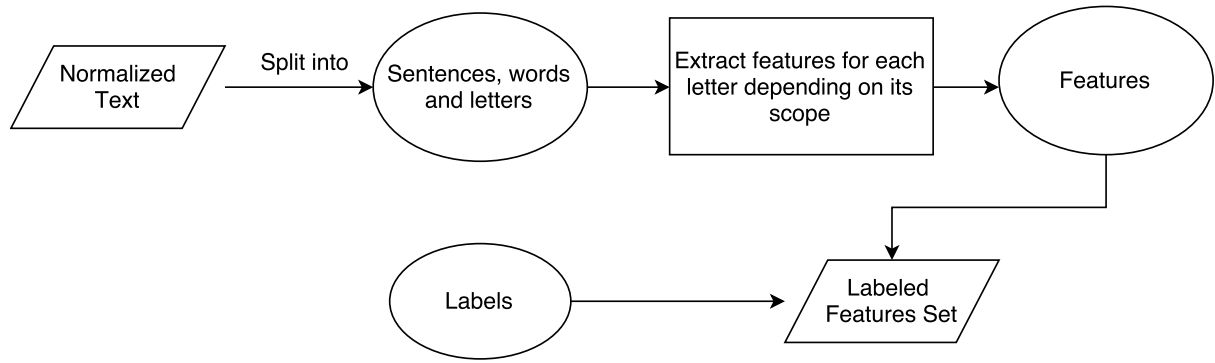 Normalized
Text
Split into
Sentences, words
and letters
Extract features for each
letter depending on its
scope
Features
Labels
Labeled
Features Set